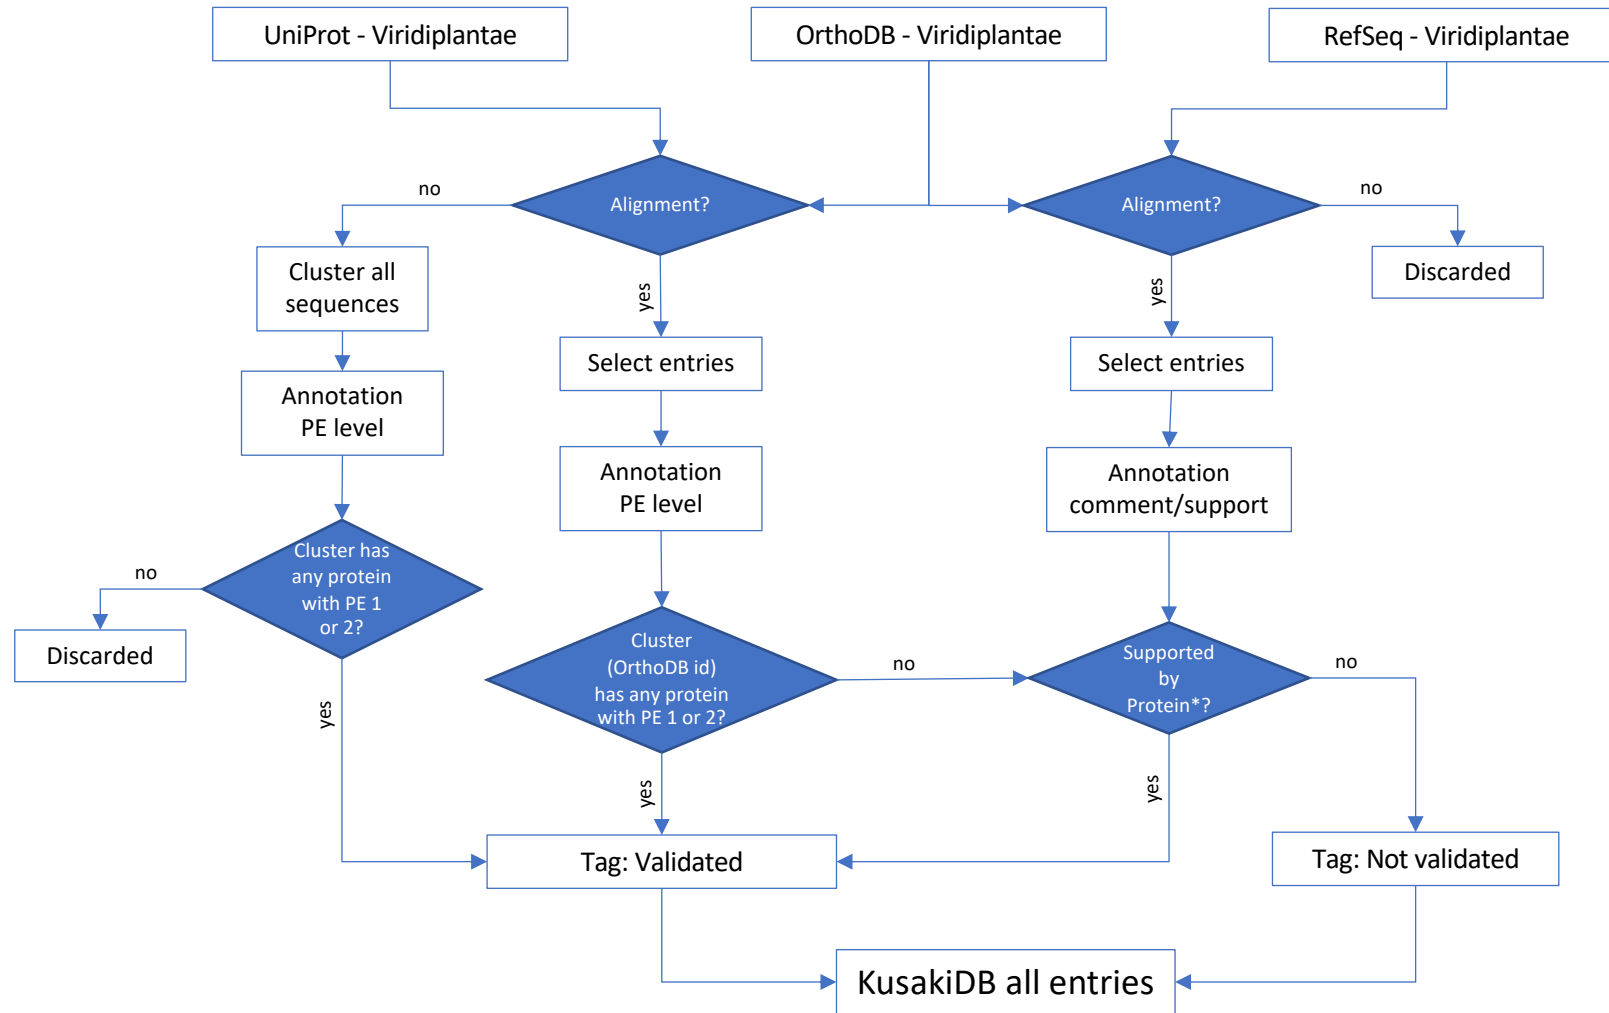 UniProt - Viridiplantae
OrthoDB - Viridiplantae
RefSeq - Viridiplantae
no
Alignment?
Alignment?
no
Cluster all
sequences
yes
yes
Discarded
Select entries
Select entries
Annotation
PE level
Annotation
PE level
Annotation
comment/support
no
Cluster has
any protein
with PE 1
or 2?
Discarded
yes
Cluster
(OrthoDB id)
has any protein
with PE 1 or 2?
no
Supported
by
Protein*?
no
yes
yes
Tag: Validated
Tag: Not validated
KusakiDB all entries